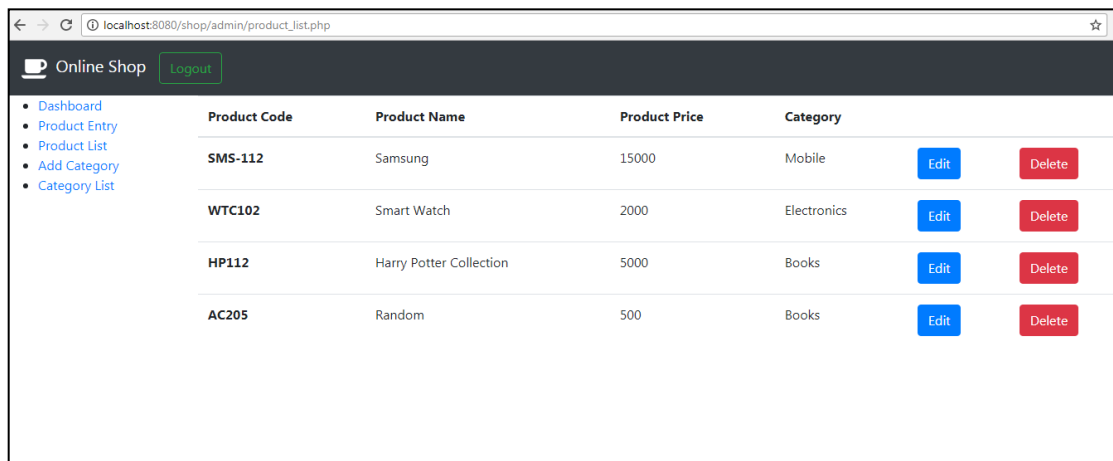 localhost:8080/shop/admin/product_list.php
Online Shop Logout
Dashboard
Product Entry
Product List
Add Category
Category List
Product Code Product Name Product Price Category
SMS-112 Samsung 15000 Mobile Edit Delete
WTC102 Smart Watch 2000 Electronics Edit Delete
HP112 Harry Potter Collection 5000 Books Edit Delete
AC205 Random 500 Books Edit Delete